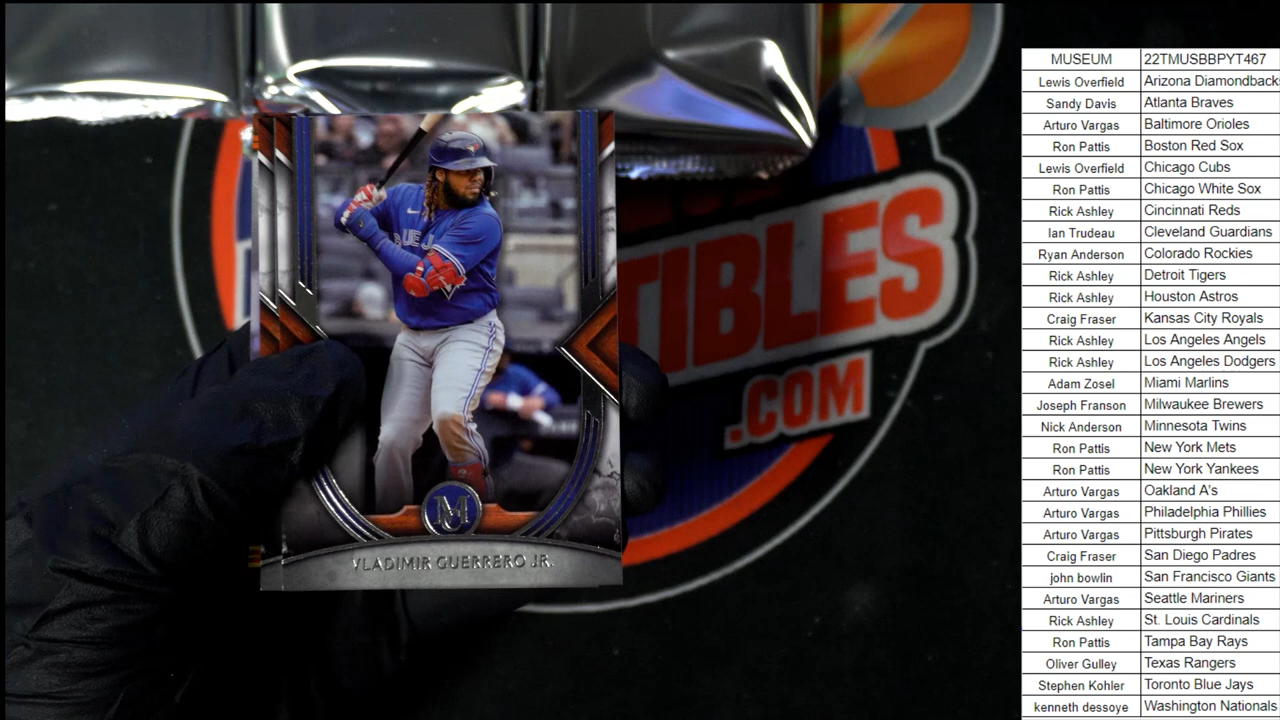 TIBLES
.COM
BLUE J
M
VLADIMIR GUERRERO JR.
MUSEUM 22TMUSBBPYT467
Lewis Overfield Arizona Diamondback
Sandy Davis Atlanta Braves
Arturo Vargas Baltimore Orioles
Ron Pattis Boston Red Sox
Lewis Overfield Chicago Cubs
Ron Pattis Chicago White Sox
Rick Ashley Cincinnati Reds
Ian Trudeau Cleveland Guardians
Ryan Anderson Colorado Rockies
Rick Ashley Detroit Tigers
Rick Ashley Houston Astros
Craig Fraser Kansas City Royals
Rick Ashley Los Angeles Angels
Rick Ashley Los Angeles Dodgers
Adam Zosel Miami Marlins
Joseph Franson Milwaukee Brewers
Nick Anderson Minnesota Twins
Ron Pattis New York Mets
Ron Pattis New York Yankees
Arturo Vargas Oakland A's
Arturo Vargas Philadelphia Phillies
Arturo Vargas Pittsburgh Pirates
Craig Fraser San Diego Padres
john bowlin San Francisco Giants
Arturo Vargas Seattle Mariners
Rick Ashley St. Louis Cardinals
Ron Pattis Tampa Bay Rays
Oliver Gulley Texas Rangers
Stephen Kohler Toronto Blue Jays
kenneth dessoye Washington Nationals